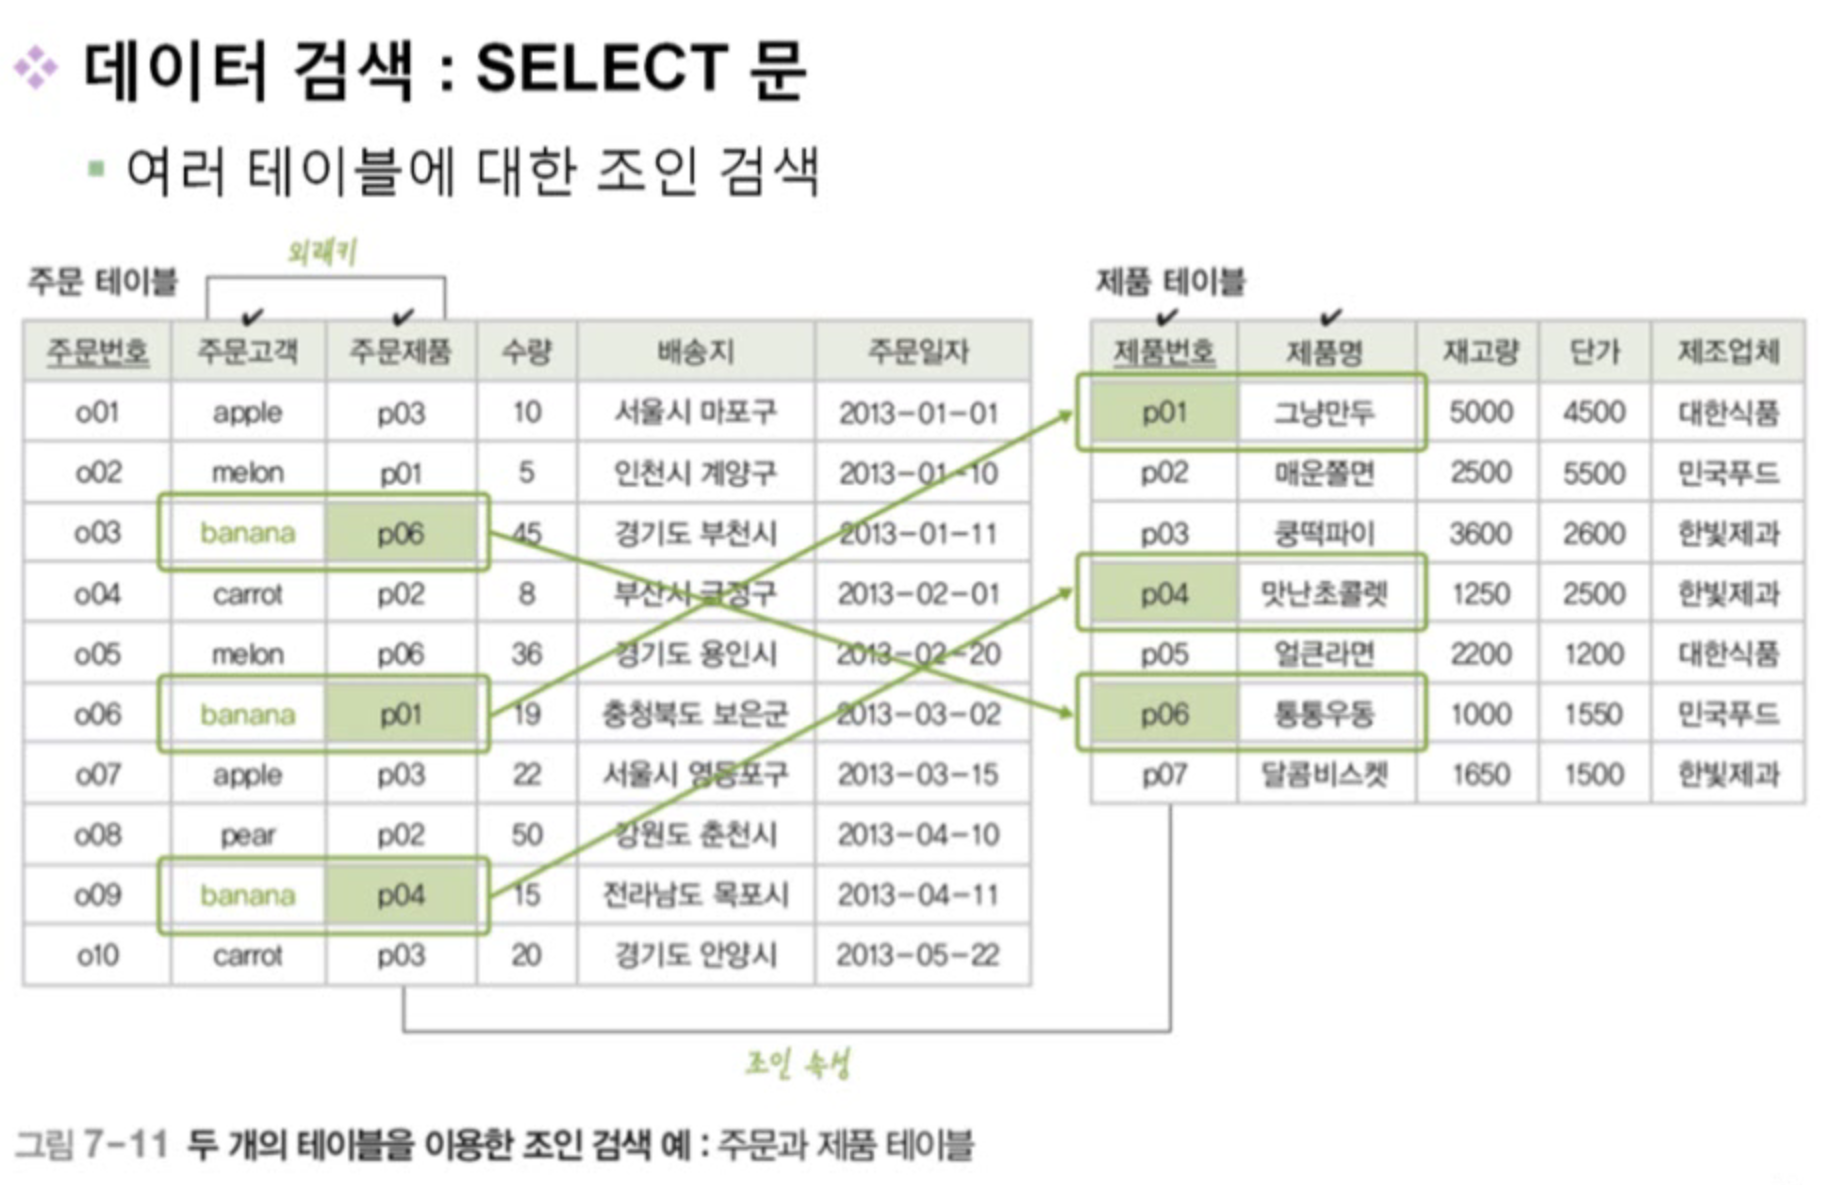 데이터 검색 : SELECT 문
여러 테이블에 대한 조인 검색
외래키
주문 테이블
주문번호 주문고객 주문제품 수량 배송지 주문일자
o01 apple p03 10 서울시 마포구 2013-01-01
o02 melon p01 5 인천시 계양구 2013-01-10
o03 banana p06 45 경기도 부천시 2013-01-11
o04 carrot p02 8 부산시 금정구 2013-02-01
o05 melon p06 36 경기도 용인시 2013-02-20
o06 banana p01 19 충청북도 보은군 2013-03-02
o07 apple p03 22 서울시 영등포구 2013-03-15
o08 pear p02 50 강원도 춘천시 2013-04-10
o09 banana p04 15 전라남도 목포시 2013-04-11
o10 carrot p03 20 경기도 안양시 2013-05-22
제품 테이블
제품번호 제품명 재고량 단가 제조업체
p01 그냥만두 5000 4500 대한식품
p02 매운쫄면 2500 5500 민국푸드
p03 쿵떡파이 3600 2600 한빛제과
p04 맛난초콜렛 1250 2500 한빛제과
p05 얼큰라면 2200 1200 대한식품
p06 통통우동 1000 1550 민국푸드
p07 달콤비스켓 1650 1500 한빛제과
조인 속성
그림 7-11 두 개의 테이블을 이용한 조인 검색 예 : 주문과 제품 테이블